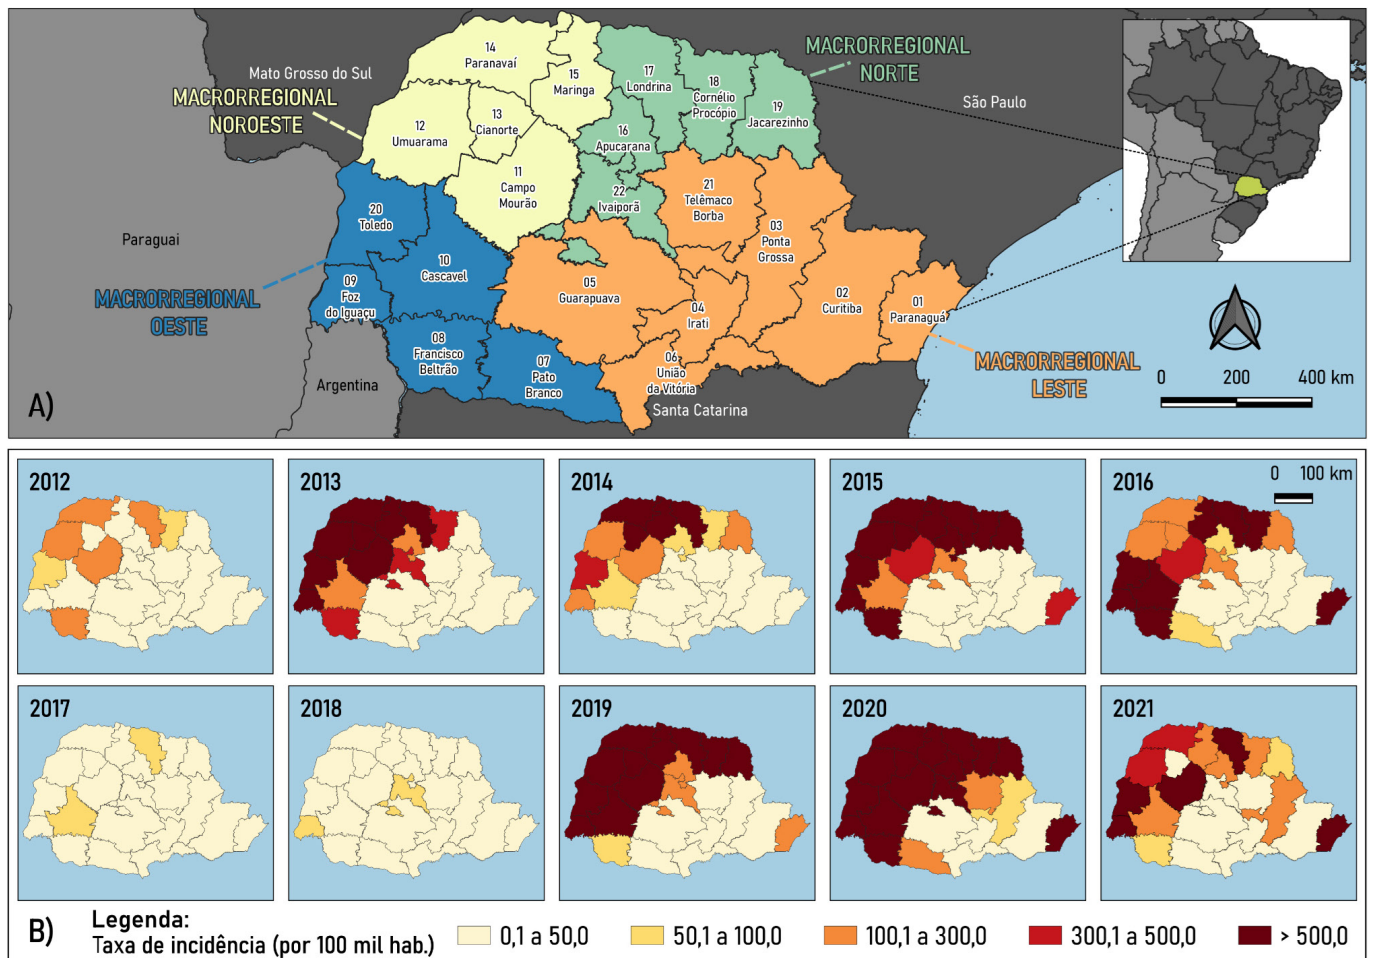 Mato Grosso do Sul
MACRORREGIONAL
NOROESTE
14
Paranavaí
15
Maringa
13
Cianorte
12
Umuarama
11
Campo
Mourão
MACRORREGIONAL
NORTE
17
Londrina
18
Cornélio
Procópio
19
Jacarezinho
16
Apucarana
22
Ivaiporã
São Paulo
21
Telêmaco
Borba
03
Ponta
Grossa
20
Toledo
10
Cascavel
09
Foz
do Iguaçu
08
Francisco
Beltrão
07
Pato
Branco
Paraguai
MACRORREGIONAL
OESTE
Argentina
05
Guarapuava
04
Irati
02
Curitiba
01
Paranaguá
06
União
da Vitória
Santa Catarina
MACRORREGIONAL
LESTE
0 200 400 km
A)
2012
2013
2014
2015
2016
0 100 km
2017
2018
2019
2020
2021
B)
Legenda:
Taxa de incidência (por 100 mil hab.)
0,1 a 50,0
50,1 a 100,0
100,1 a 300,0
300,1 a 500,0
> 500,0